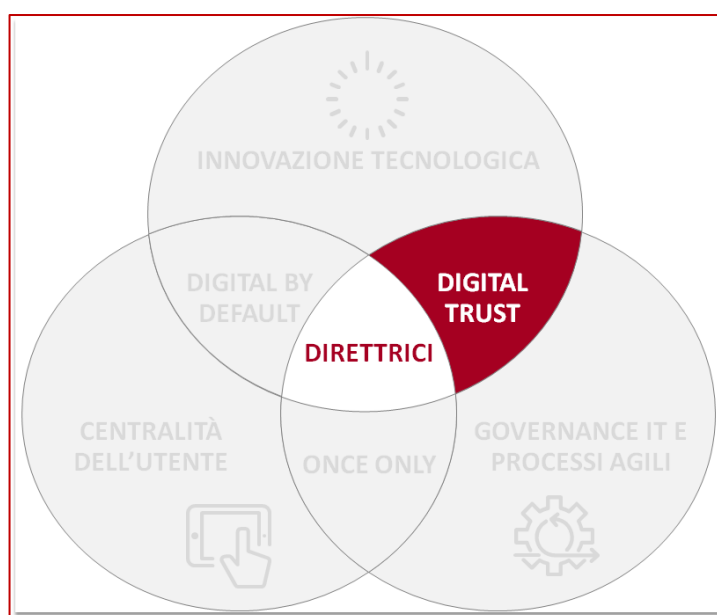 INNOVAZIONE TECNOLOGICA
DIGITAL BY
DEFAULT
DIGITAL
TRUST
DIRETTRICI
CENTRALITÀ
DELL’UTENTE
ONCE ONLY
GOVERNANCE IT E
PROCESSI AGILI